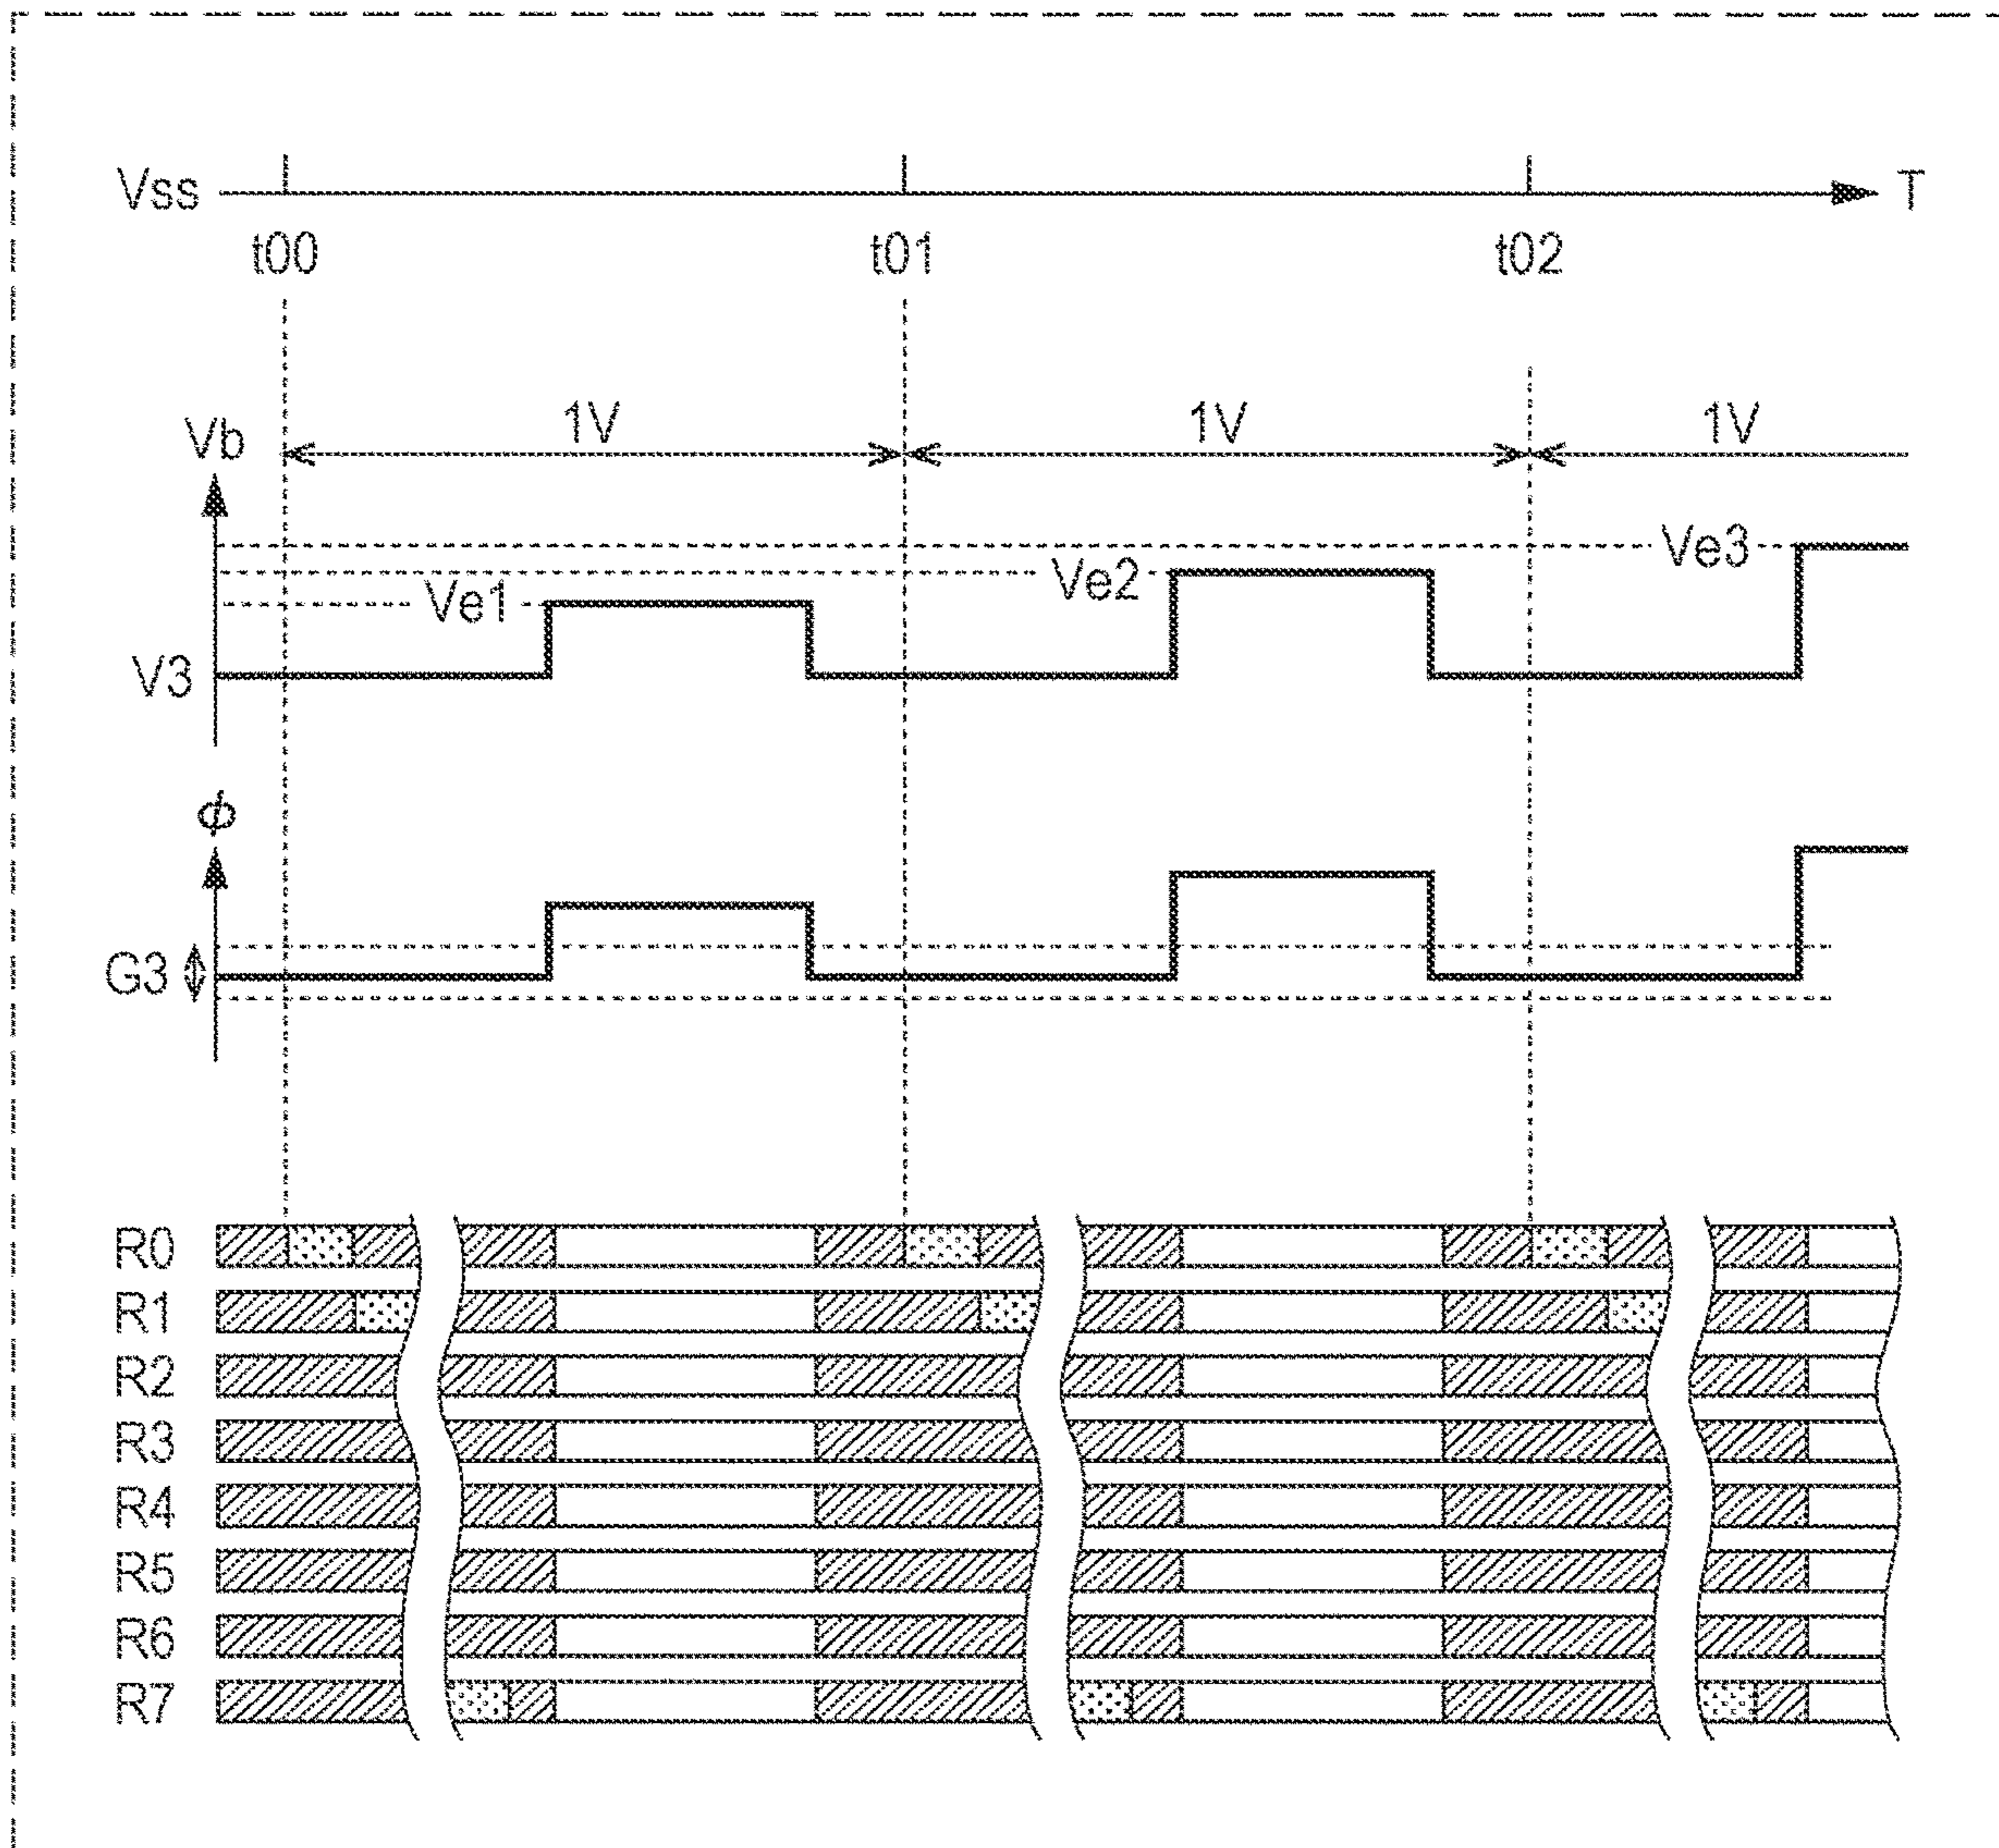 Vss T
t00 t01 t02
1V 1V 1V
Vb
Ve3
Ve2
Ve1
V3
ϕ
G3
R0
R1
R2
R3
R4
R5
R6
R7